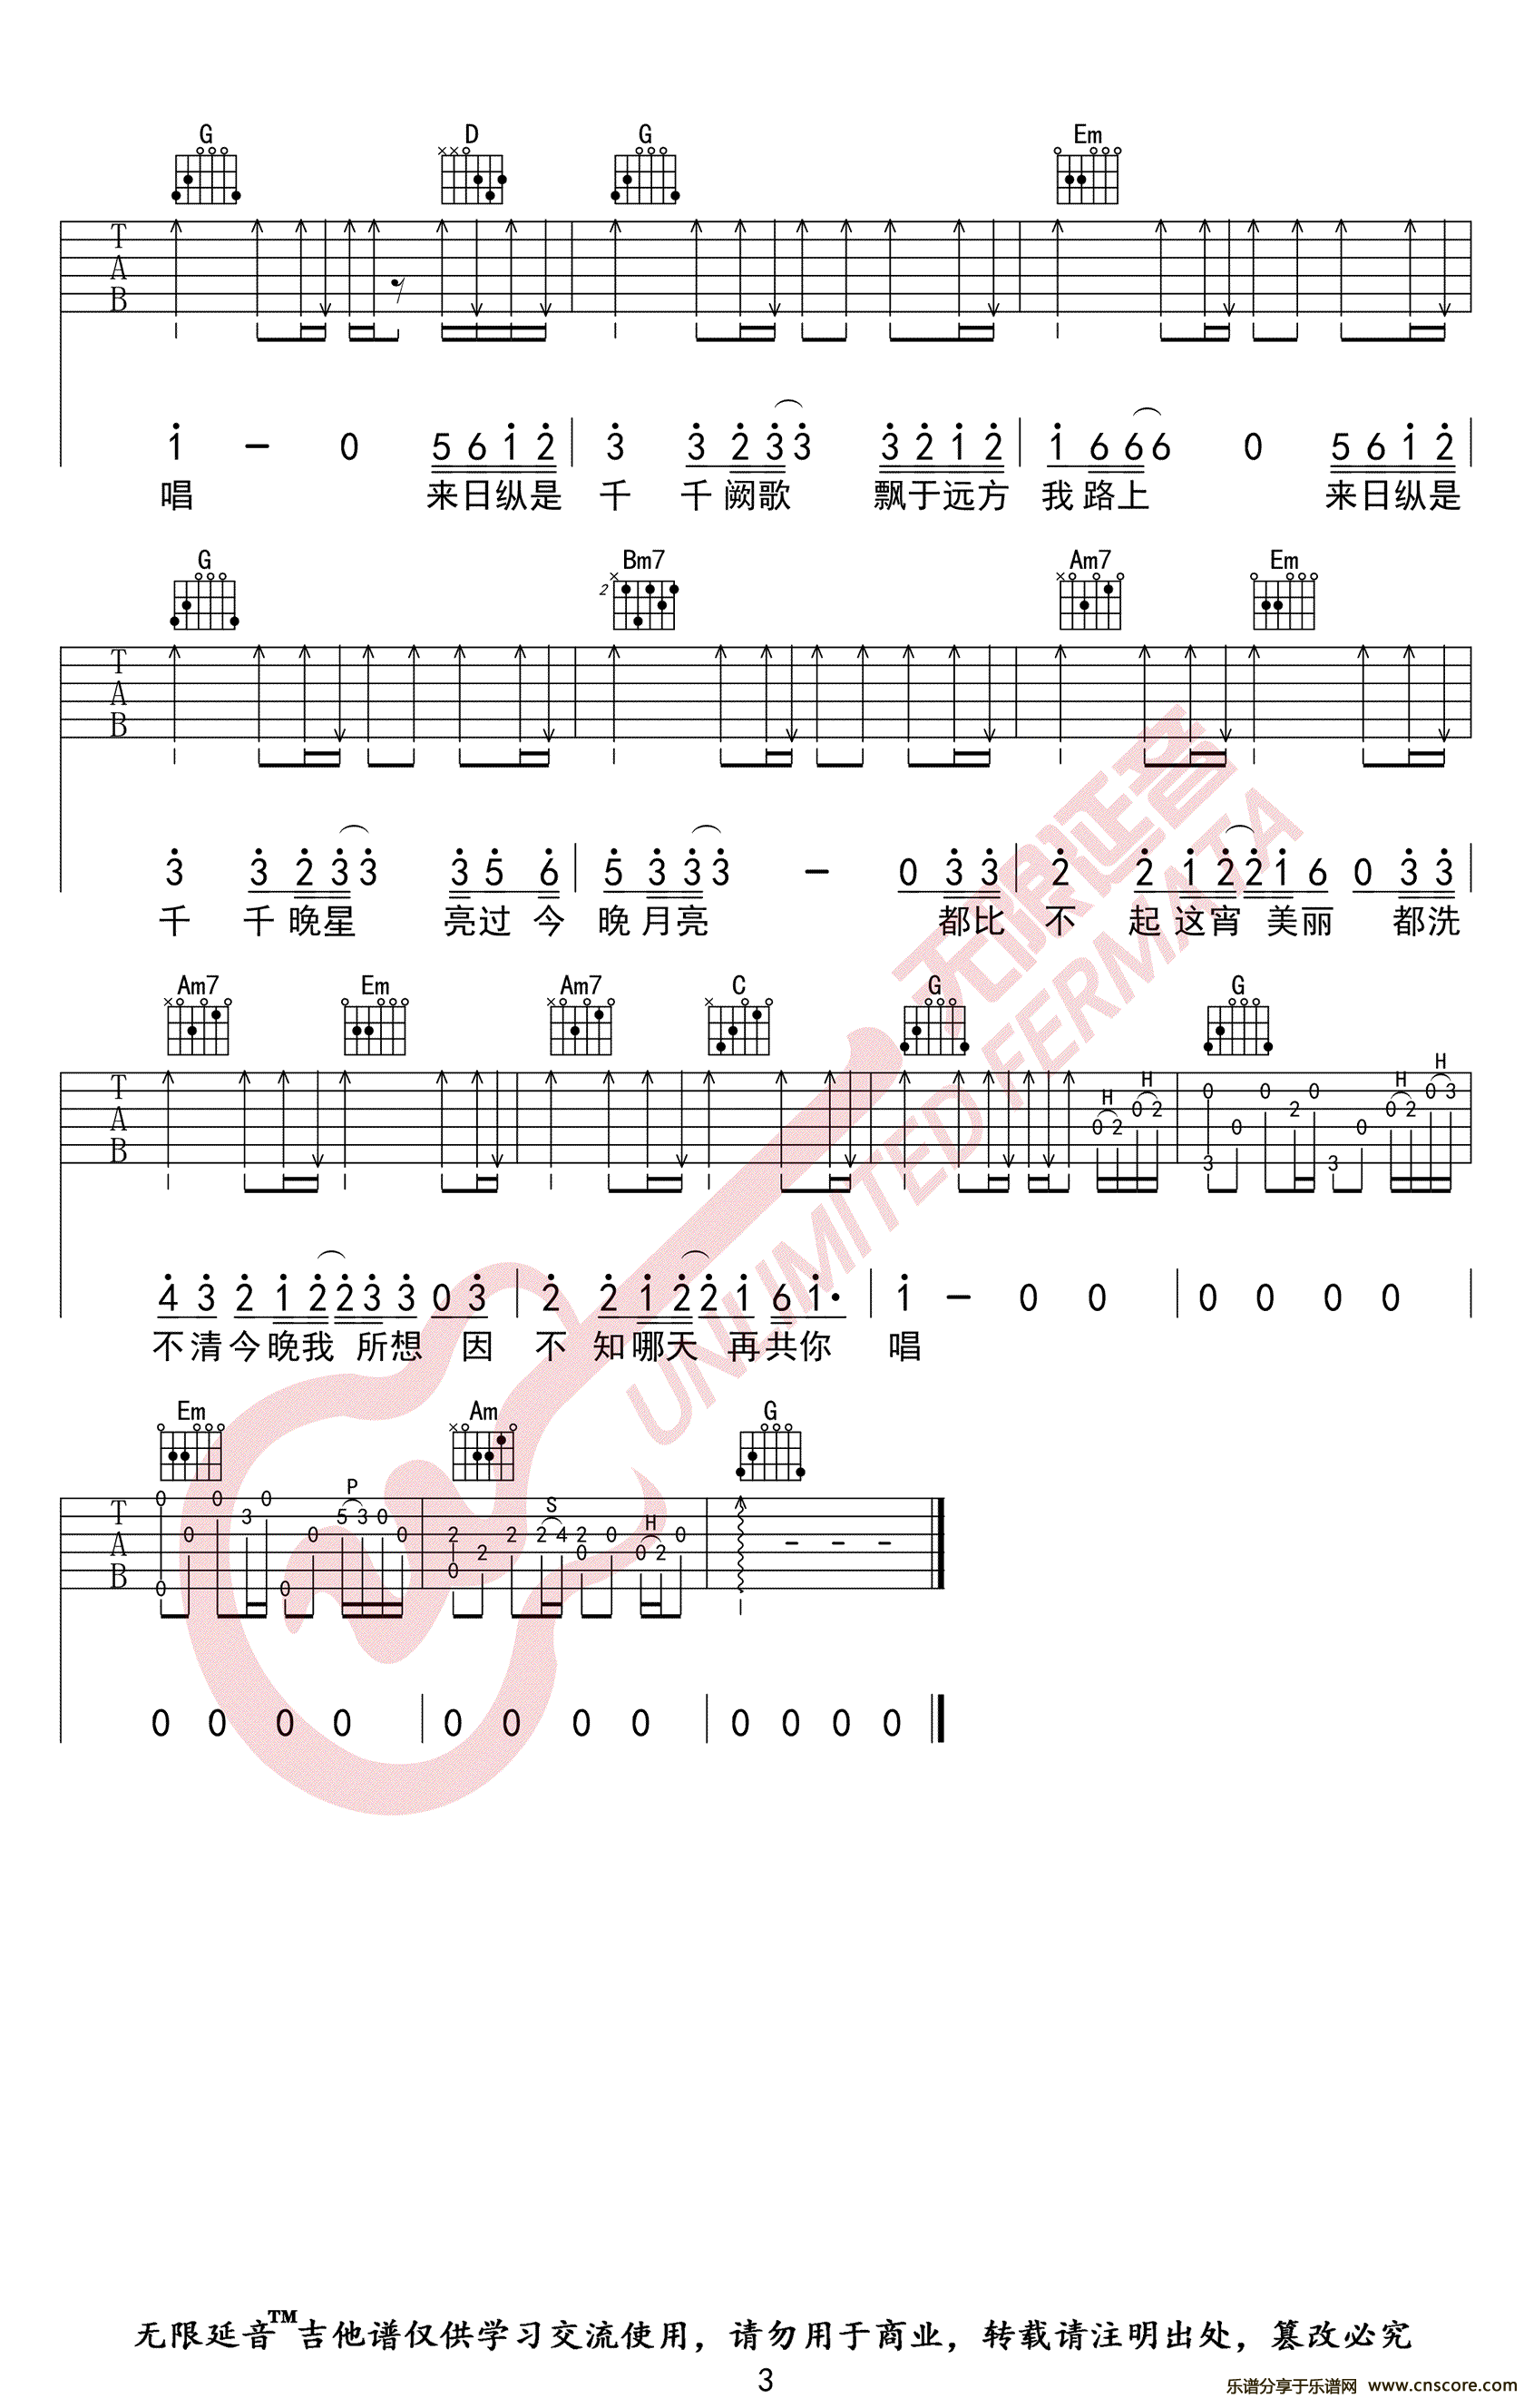 G D G Em
T
A
B
H
1 - 0 5 6 1 2 3 3 2 3 3 3 2 1 2 1 6 6 6 0 5 6 1 2
唱 来日纵是 千 千阙歌 飘于远方 我路上 来日纵是
G Bm7 Am7 Em
2
T
A
B
3 3 2 3 3 3 5 6 5 3 3 3 - 0 3 3 2 2 1 2 2 1 6 0 3 3
千 千晚星 亮过今 晚月亮 都比 不 起这宵 美丽 都洗
Am7 Em Am7 C G G
H H H H
T
A
B
0 2 0 2 3 0 0 0 2 0 3 0 0 2 0 3
4 3 2 1 2 2 3 3 0 3 2 2 1 2 2 1 6 1· 1 - 0 0 0 0 0 0
不清今晚我 所想 因 不 知哪天 再共你 唱
Em Am G
P S H
T
A
B
0 0 0 0 3 0 0 0 5 3 0 0 2 0 2 2 2 4 2 0 0 0 2 0 - - -
0 0 0 0 0 0 0 0 0 0 0 0
无限延音
UNLIMITED FERMATA
无限延音™吉他谱仅供学习交流使用，请勿用于商业，转载请注明出处，篡改必究
3
乐谱分享于乐谱网 www.cnscore.com